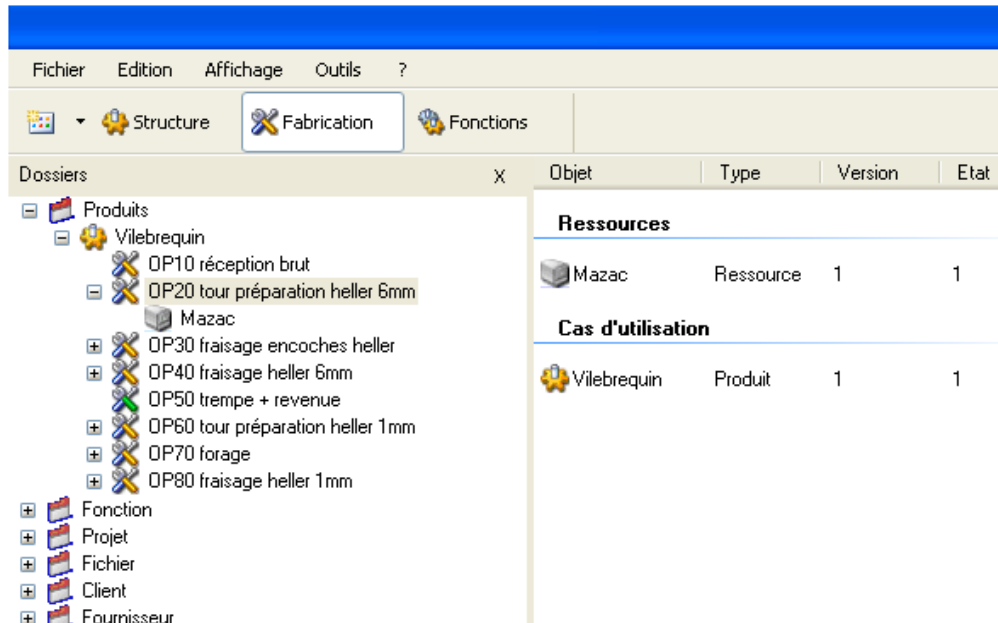 Fichier Edition Affichage Outils ?
Structure Fabrication Fonctions
Dossiers X
Objet Type Version Etat
Produits
Vilebrequin
OP10 réception brut
OP20 tour préparation heller 6mm
Mazac
OP30 fraisage encoches heller
OP40 fraisage heller 6mm
OP50 trempe + revenue
OP60 tour préparation heller 1mm
OP70 forage
OP80 fraisage heller 1mm
Fonction
Projet
Fichier
Client
Fournisseur
Ressources
Mazac Ressource 1 1
Cas d'utilisation
Vilebrequin Produit 1 1